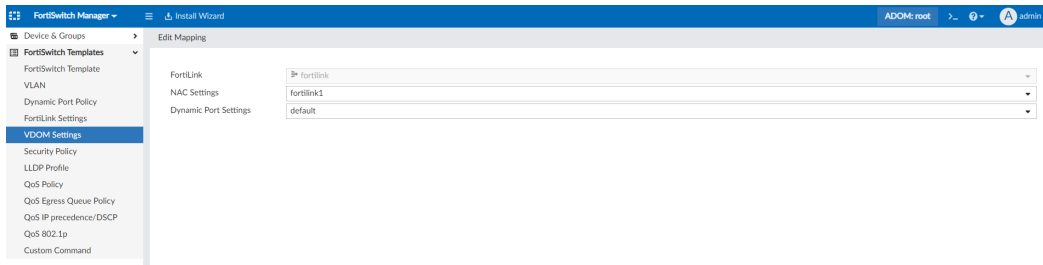 FortiSwitch Manager
Install Wizard
ADOM: root
>_
?
A
admin
Device & Groups
Edit Mapping
FortiSwitch Templates
FortiSwitch Template
FortiLink
fortilink
VLAN
NAC Settings
fortilink1
Dynamic Port Policy
Dynamic Port Settings
default
FortiLink Settings
VDOM Settings
Security Policy
LLDP Profile
QoS Policy
QoS Egress Queue Policy
QoS IP precedence/DSCP
QoS 802.1p
Custom Command